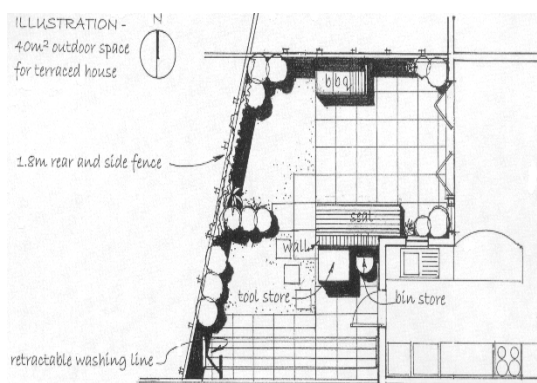 ILLUSTRATION -
40m² outdoor space
for terraced house
N
bbq
1.8m rear and side fence
seat
wall
tool store
bin store
retractable washing line